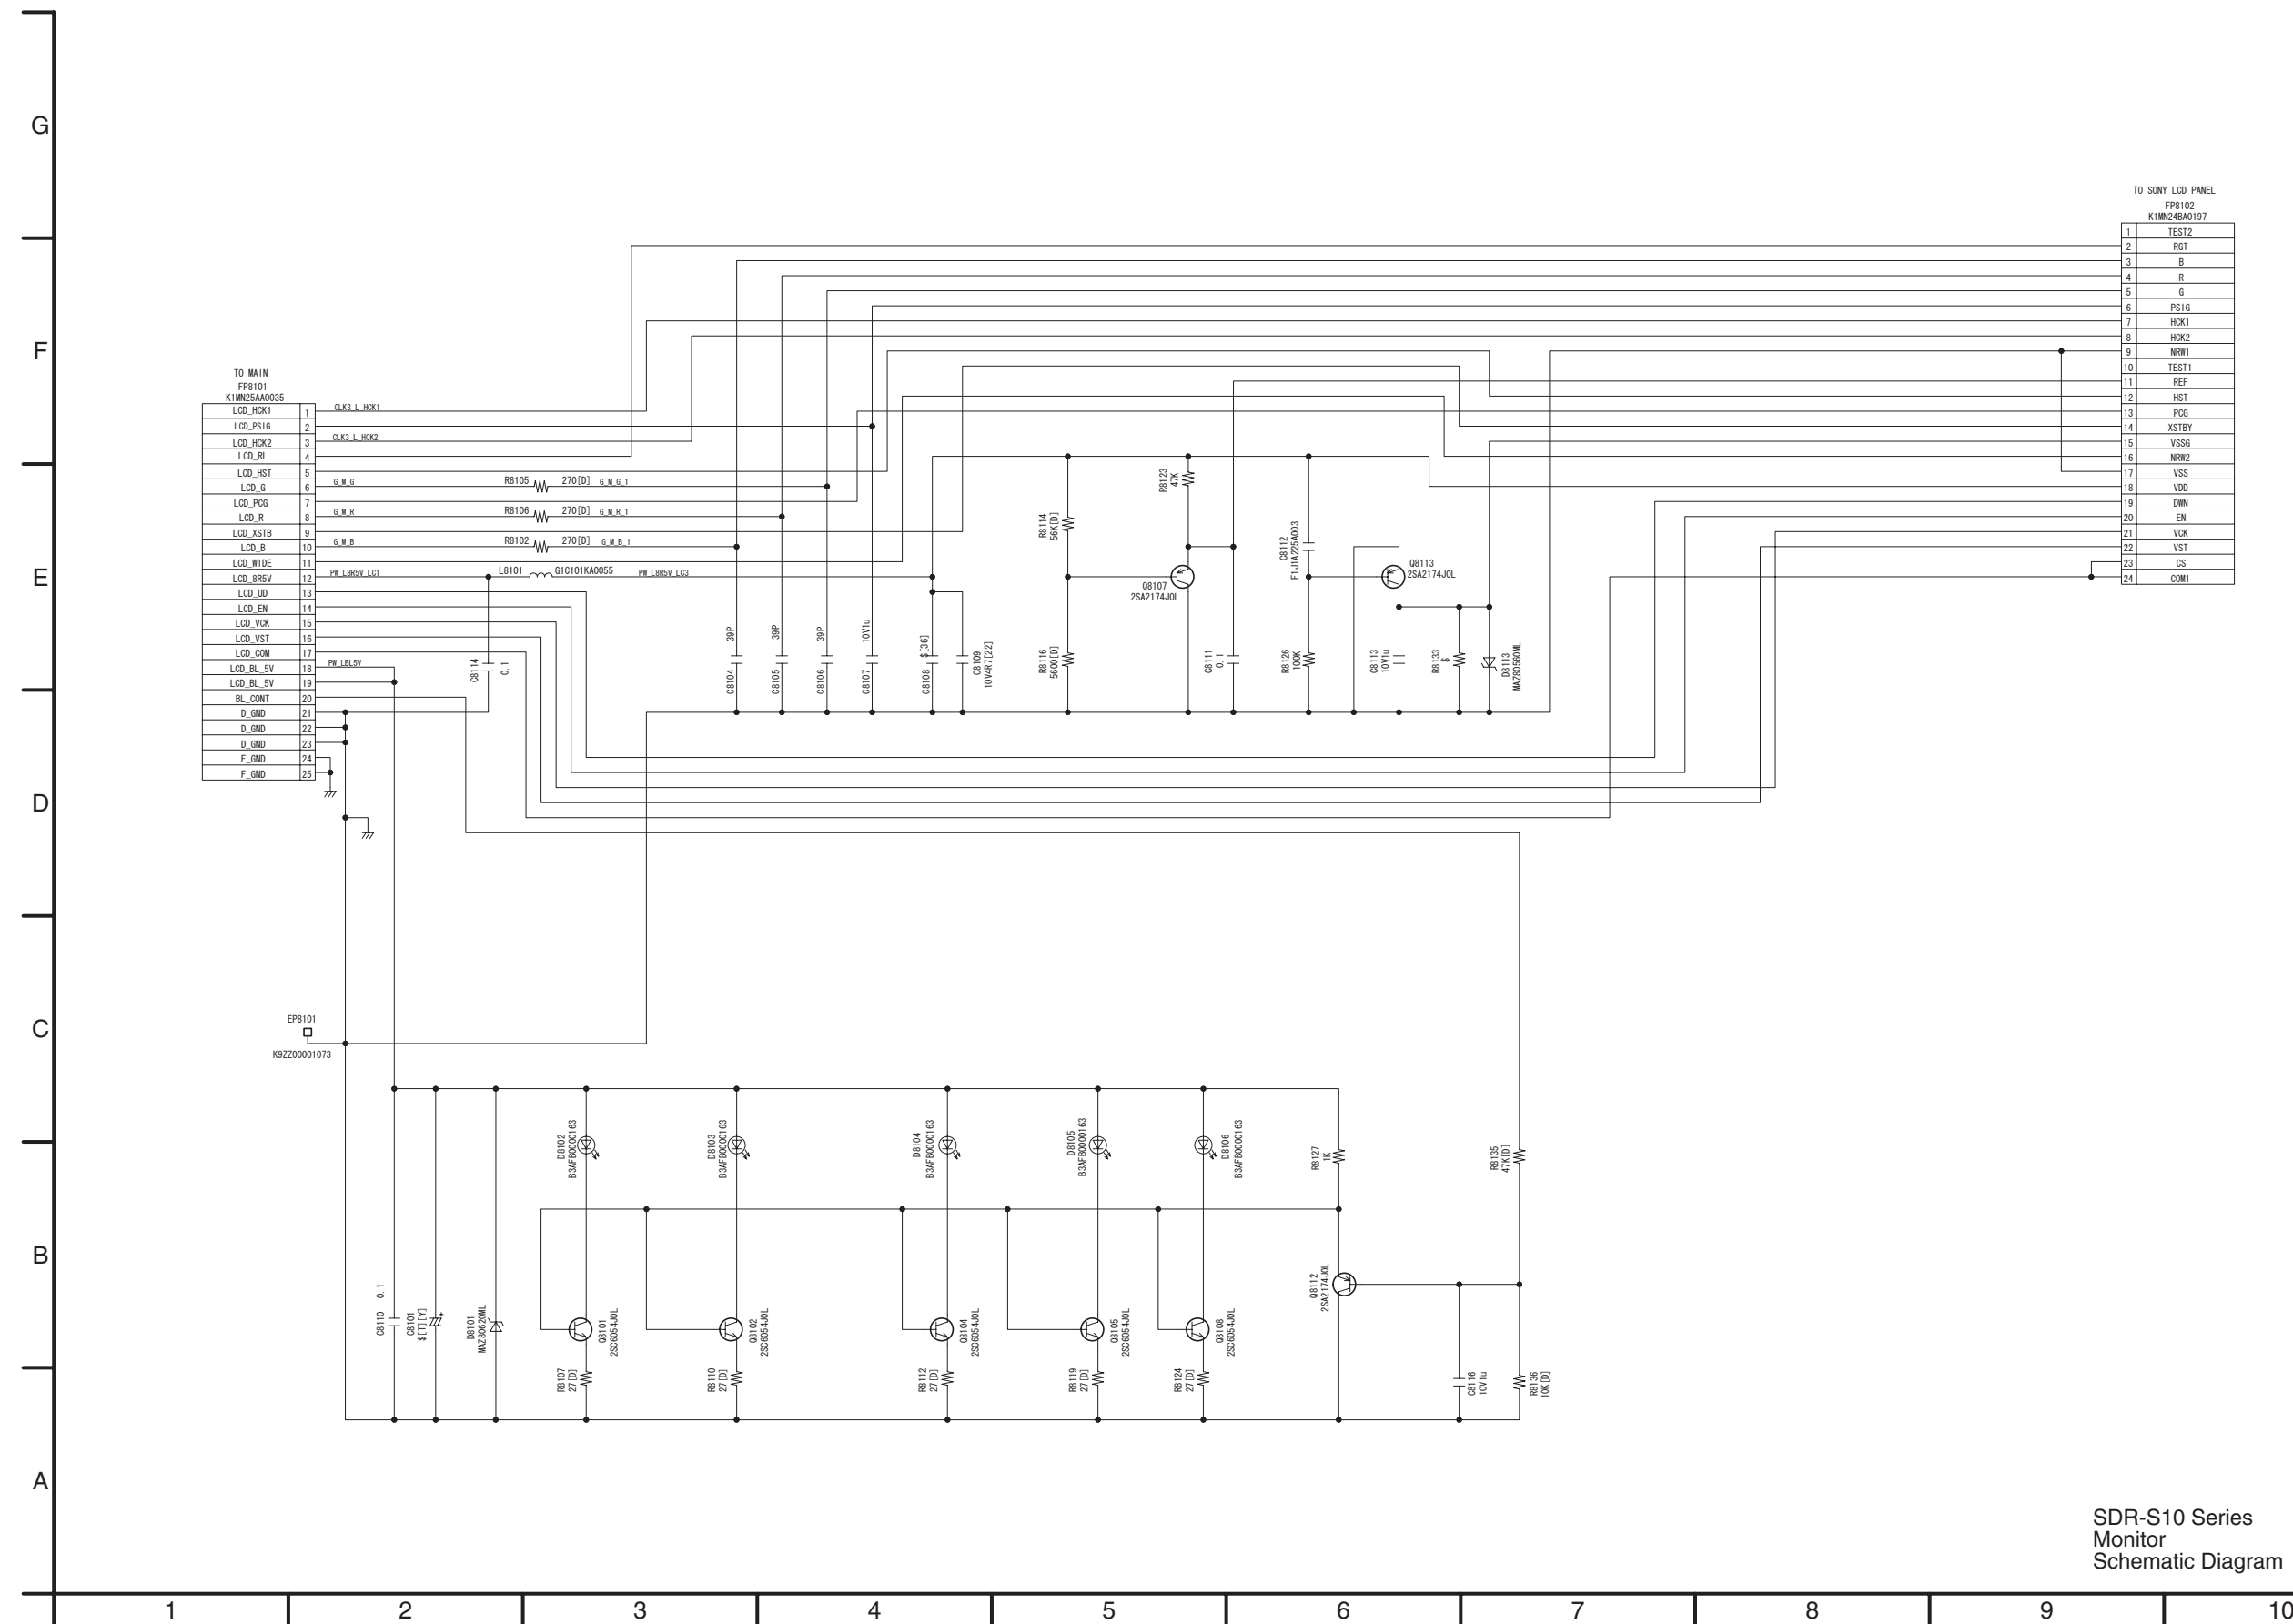 G
F
E
D
C
B
A
1
2
3
4
5
6
7
8
9
10
TO SONY LCD PANEL
FP8102
K1MN24BA0197
1 TEST2
2 RGT
3 B
4 R
5 G
6 PSIG
7 HCK1
8 HCK2
9 NRW1
10 TEST1
11 REF
12 HST
13 PCG
14 XSTBY
15 VSSG
16 NRW2
17 VSS
18 VDD
19 DWN
20 EN
21 VCK
22 VST
23 CS
24 COM1
TO MAIN
FP8101
K1MN25AA0035
LCD_HCK1 1 CLK3_L_HCK1
LCD_PSIG 2
LCD_HCK2 3 CLK3_L_HCK2
LCD_RL 4
LCD_HST 5
LCD_G 6 G_M_G R8105 270[D] G_M_G_1
LCD_PCG 7
LCD_R 8 G_M_R R8106 270[D] G_M_R_1
LCD_XSTB 9
LCD_B 10 G_M_B R8102 270[D] G_M_B_1
LCD_WIDE 11
LCD_8R5V 12 PW_L8R5V_LC1 L8101 G1C101KA0055 PW_L8R5V_LC3
LCD_UD 13
LCD_EN 14
LCD_VCK 15
LCD_VST 16
LCD_COM 17
LCD_BL_5V 18 PW_LBL5V
LCD_BL_5V 19
BL_CONT 20
D_GND 21
D_GND 22
D_GND 23
F_GND 24
F_GND 25
C8114
0.1
C8104 39P
C8105 39P
C8106 39P
C8107 10V1u
C8108 $[36]
C8109
10V4R7[22]
R8114
56K[D]
R8116
5600[D]
R8123
47K
Q8107
2SA2174J0L
C8111
0.1
C8112
F1J1A225A003
R8126
100K
Q8113
2SA2174J0L
C8113
10V1u
R8133
$
D8113
MAZ80560ML
EP8101
K9ZZ00001073
D8102
B3AFB0000163
D8103
B3AFB0000163
D8104
B3AFB0000163
D8105
B3AFB0000163
D8106
B3AFB0000163
R8127
1K
R8135
47K[D]
C8110 0.1
C8101
$[T][Y]
+
D8101
MAZ80620ML
Q8101
2SC6054J0L
Q8102
2SC6054J0L
Q8104
2SC6054J0L
Q8105
2SC6054J0L
Q8108
2SC6054J0L
Q8112
2SA2174J0L
R8107
27[D]
R8110
27[D]
R8112
27[D]
R8119
27[D]
R8124
27[D]
C8116
10V1u
R8136
10K[D]
SDR-S10 Series
Monitor
Schematic Diagram